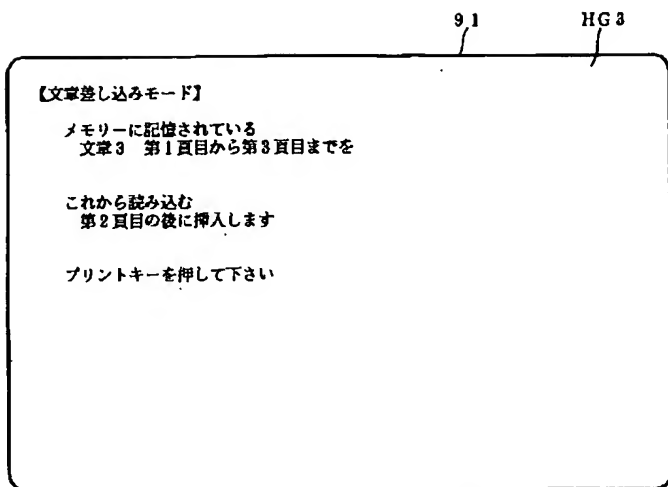 91 HG3
【文章差し込みモード】
メモリーに記憶されている
文章3 第1頁目から第3頁目までを
これから読み込む
第2頁目の後に挿入します
プリントキーを押して下さい